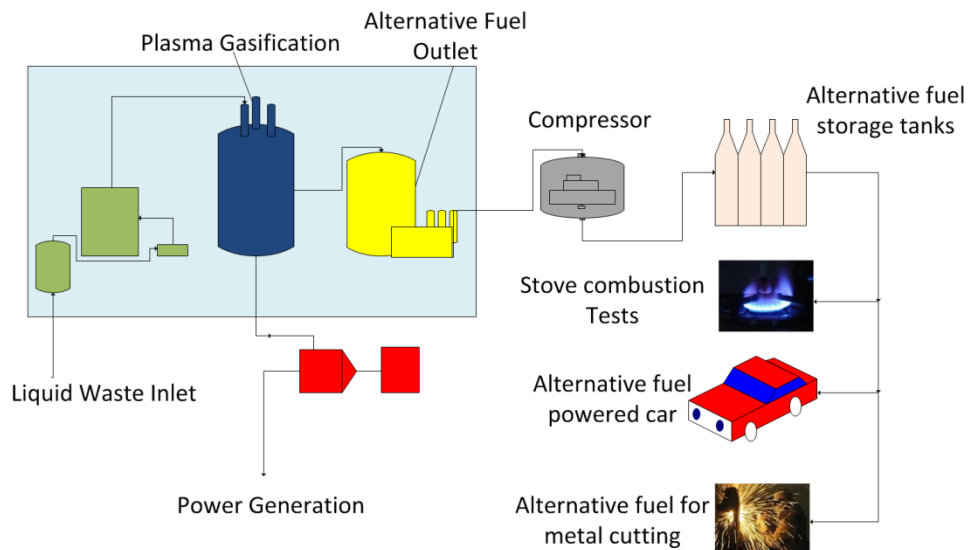 Plasma Gasification
Alternative Fuel
Outlet
Compressor
Alternative fuel
storage tanks
Stove combustion
Tests
Liquid Waste Inlet
Alternative fuel
powered car
Power Generation
Alternative fuel for
metal cutting